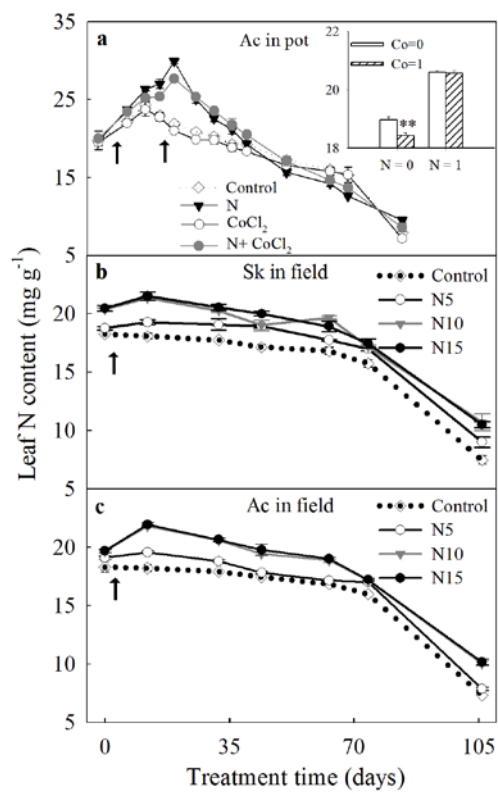 35
a
Ac in pot
22
Co=0
Co=1
20
**
18
N = 0
N = 1
25
15
Control
N
CoCl2
N+ CoCl2
5
b
Sk in field
20
15
10
5
Control
N5
N10
N15
Leaf N content (mg g-1)
c
Ac in field
20
15
10
5
Control
N5
N10
N15
0
35
70
105
Treatment time (days)